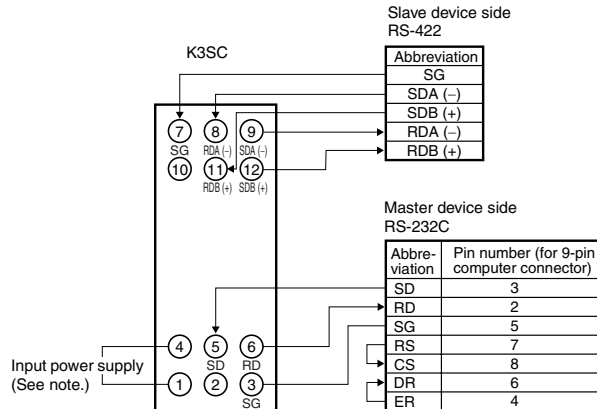 Slave device side
RS-422
K3SC
Abbreviation
SG
SDA (−)
SDB (+)
RDA (−)
RDB (+)
7 8 9
SG RDA (−) SDA (−)
10 11 12
RDB (+) SDB (+)
Master device side
RS-232C
Abbre-
viation
Pin number (for 9-pin
computer connector)
SD 3
RD 2
SG 5
RS 7
CS 8
DR 6
ER 4
4 5 6
SD RD
Input power supply
(See note.)
1 2 3
SG